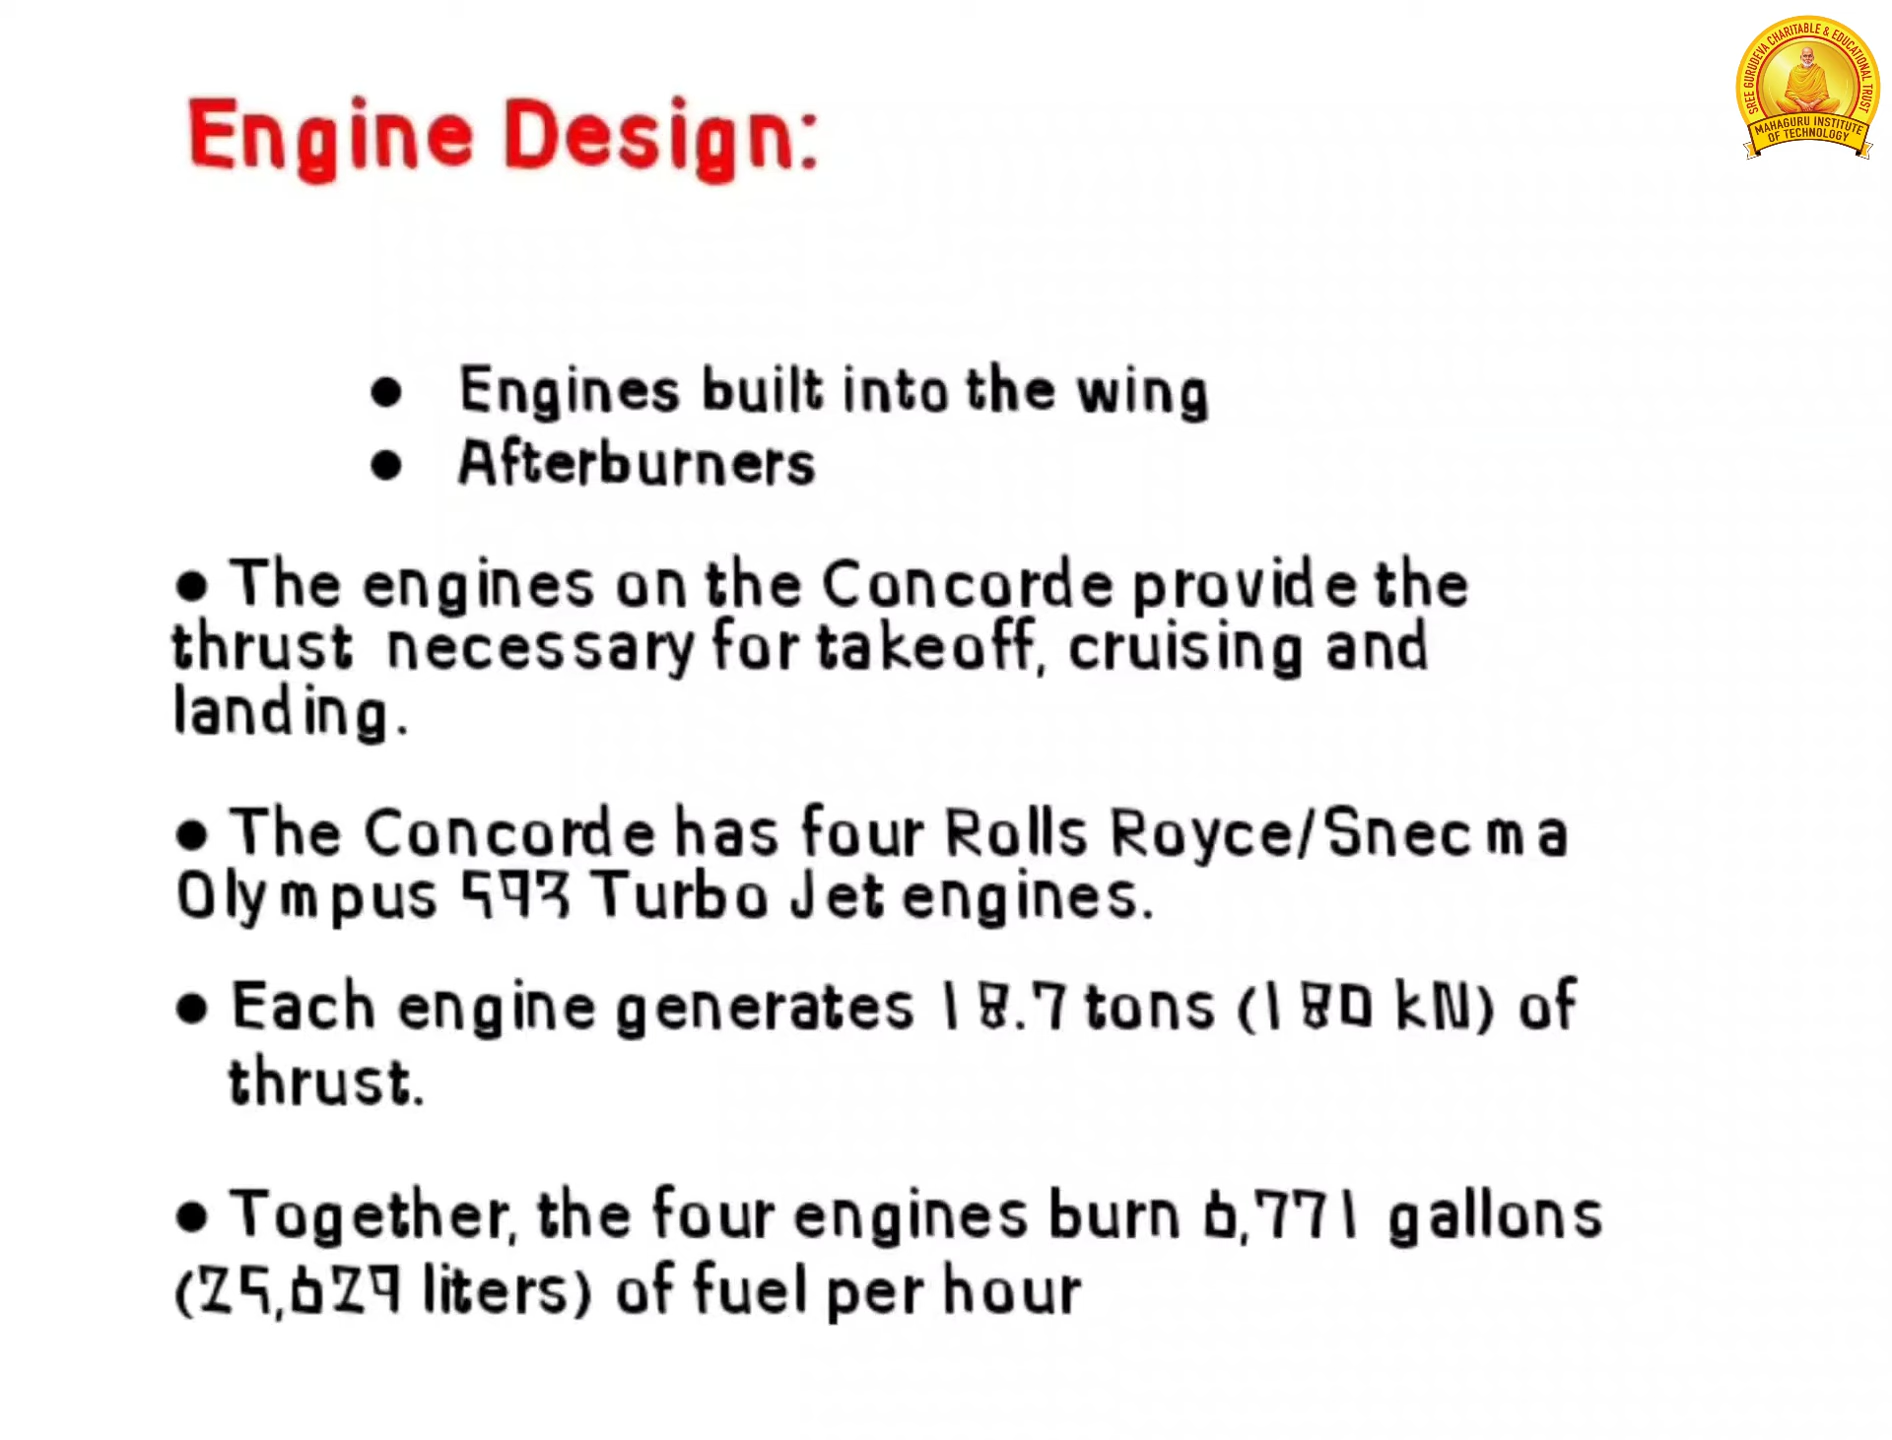 SREE GURUDEVA CHARITABLE & EDUCATIONAL TRUST
MAHAGURU INSTITUTE
OF TECHNOLOGY
Engine Design:
● Engines built into the wing
● Afterburners
● The engines on the Concorde provide the
thrust necessary for takeoff, cruising and
landing.
● The Concorde has four Rolls Royce/Snecma
Olympus 593 Turbo Jet engines.
● Each engine generates 18.7 tons (180 kN) of
thrust.
● Together, the four engines burn 6,771 gallons
(25,629 liters) of fuel per hour